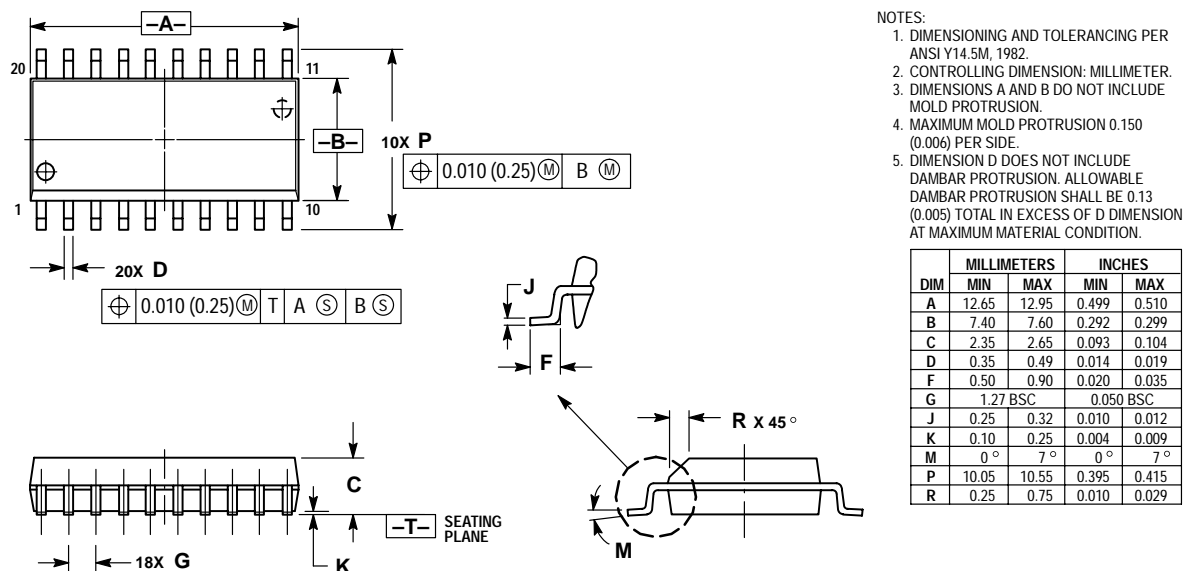 –A–
20
11
–B–
10X P
⌖ 0.010 (0.25) Ⓜ B Ⓜ
1
10
20X D
⌖ 0.010 (0.25) Ⓜ T A Ⓢ B Ⓢ
J
F
C
–T– SEATING
PLANE
18X G
K
R X 45°
M
NOTES:
1. DIMENSIONING AND TOLERANCING PER
ANSI Y14.5M, 1982.
2. CONTROLLING DIMENSION: MILLIMETER.
3. DIMENSIONS A AND B DO NOT INCLUDE
MOLD PROTRUSION.
4. MAXIMUM MOLD PROTRUSION 0.150
(0.006) PER SIDE.
5. DIMENSION D DOES NOT INCLUDE
DAMBAR PROTRUSION. ALLOWABLE
DAMBAR PROTRUSION SHALL BE 0.13
(0.005) TOTAL IN EXCESS OF D DIMENSION
AT MAXIMUM MATERIAL CONDITION.
MILLIMETERS INCHES
DIM MIN MAX MIN MAX
A 12.65 12.95 0.499 0.510
B 7.40 7.60 0.292 0.299
C 2.35 2.65 0.093 0.104
D 0.35 0.49 0.014 0.019
F 0.50 0.90 0.020 0.035
G 1.27 BSC 0.050 BSC
J 0.25 0.32 0.010 0.012
K 0.10 0.25 0.004 0.009
M 0° 7° 0° 7°
P 10.05 10.55 0.395 0.415
R 0.25 0.75 0.010 0.029